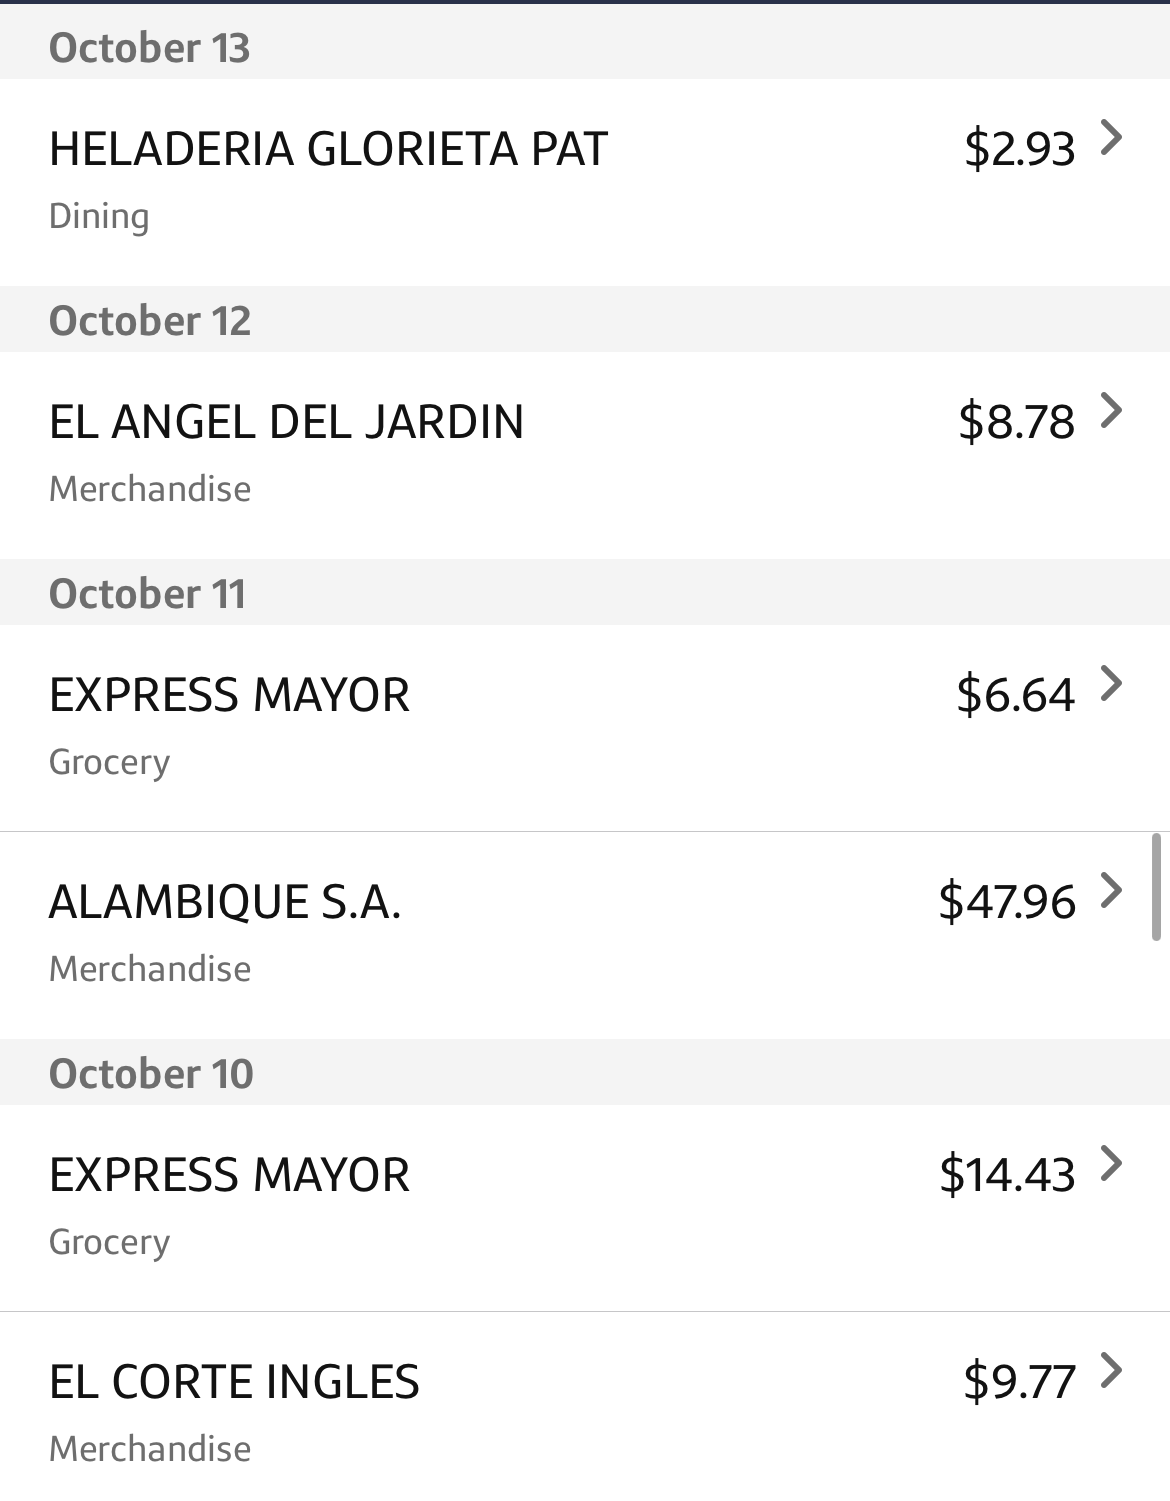 October 13
HELADERIA GLORIETA PAT $2.93
Dining
October 12
EL ANGEL DEL JARDIN $8.78
Merchandise
October 11
EXPRESS MAYOR $6.64
Grocery
ALAMBIQUE S.A. $47.96
Merchandise
October 10
EXPRESS MAYOR $14.43
Grocery
EL CORTE INGLES $9.77
Merchandise